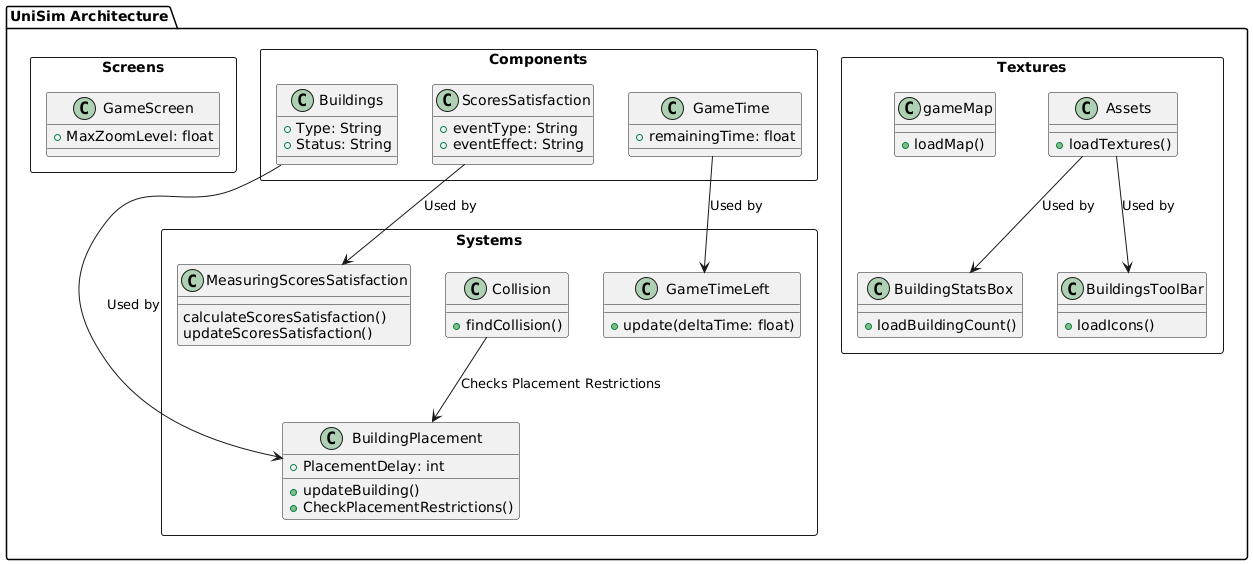 UniSim Architecture
Screens
C GameScreen
MaxZoomLevel: float
Components
C Buildings
Type: String
Status: String
C ScoresSatisfaction
eventType: String
eventEffect: String
C GameTime
remainingTime: float
Textures
C gameMap
loadMap()
C Assets
loadTextures()
Used by
Used by
Used by
Used by
Used by
Systems
C MeasuringScoresSatisfaction
calculateScoresSatisfaction()
updateScoresSatisfaction()
C Collision
findCollision()
C GameTimeLeft
update(deltaTime: float)
C BuildingStatsBox
loadBuildingCount()
C BuildingsToolBar
loadIcons()
Checks Placement Restrictions
C BuildingPlacement
PlacementDelay: int
updateBuilding()
CheckPlacementRestrictions()